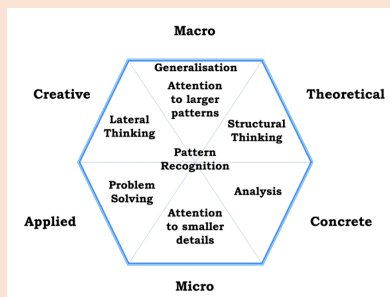 Macro
Generalisation
Creative
Attention
to larger
patterns
Theoretical
Lateral
Thinking
Structural
Thinking
Pattern
Recognition
Problem
Solving
Analysis
Applied
Attention
to smaller
details
Concrete
Micro